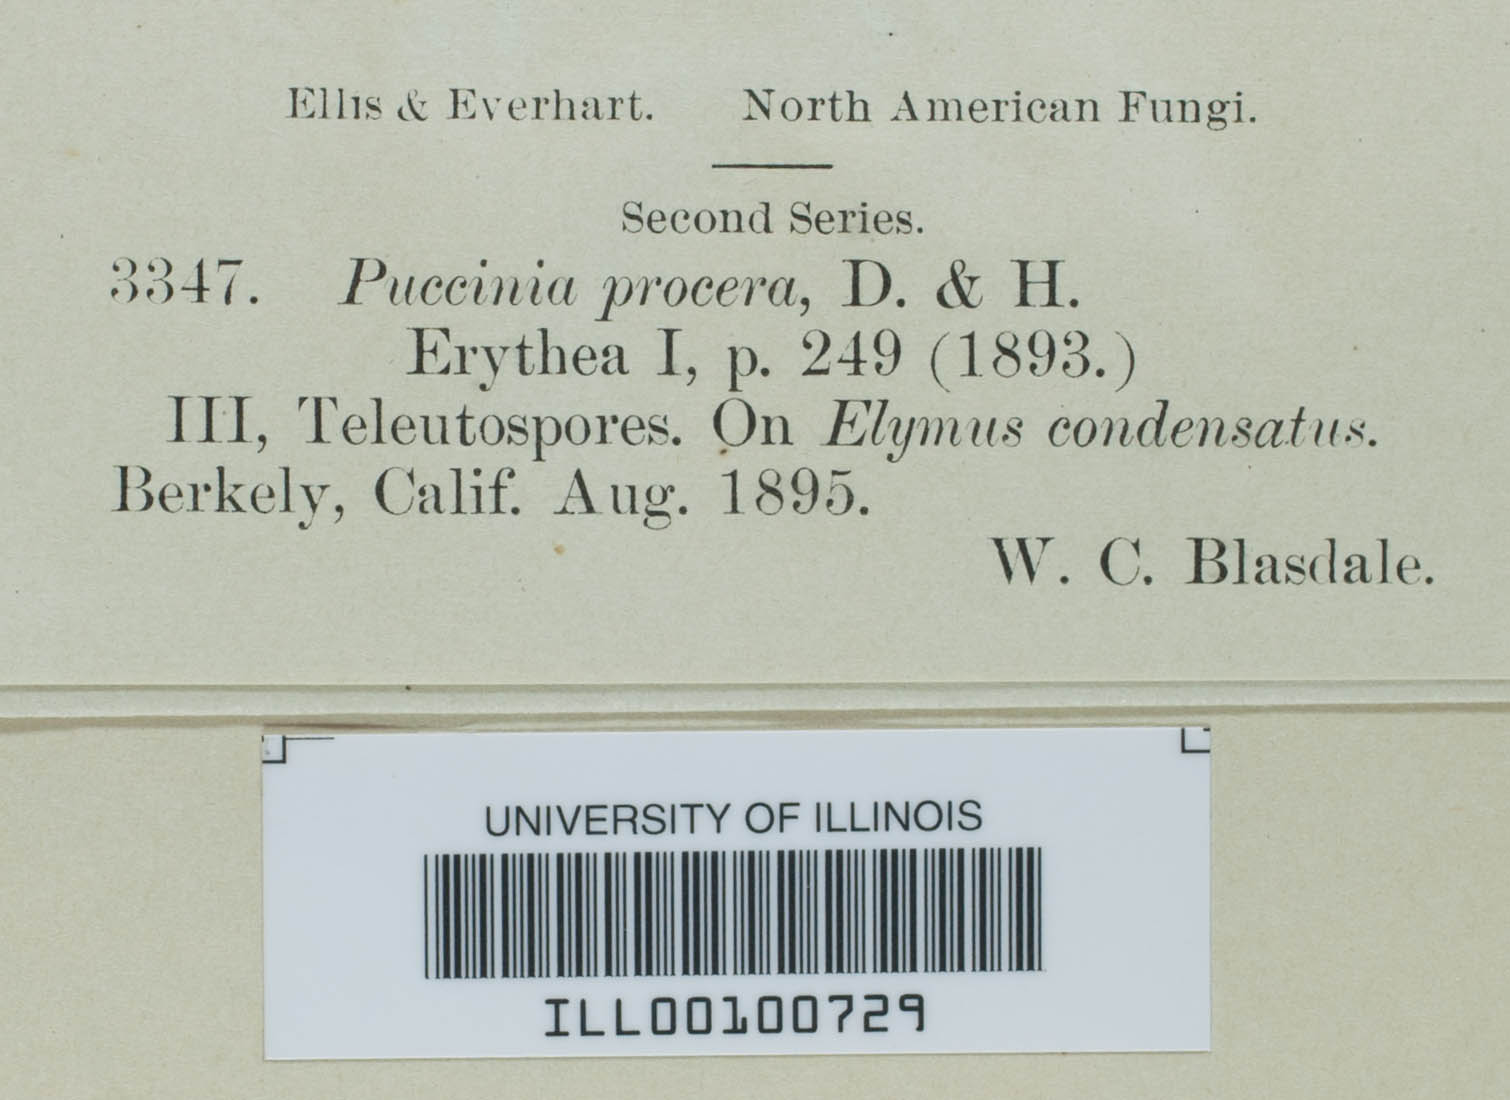 Ellis & Everhart. North American Fungi.
Second Series.
3347. Puccinia procera, D. & H.
Erythea I, p. 249 (1893.)
III, Teleutospores. On Elymus condensatus.
Berkely, Calif. Aug. 1895.
W. C. Blasdale.
UNIVERSITY OF ILLINOIS
ILL00100729